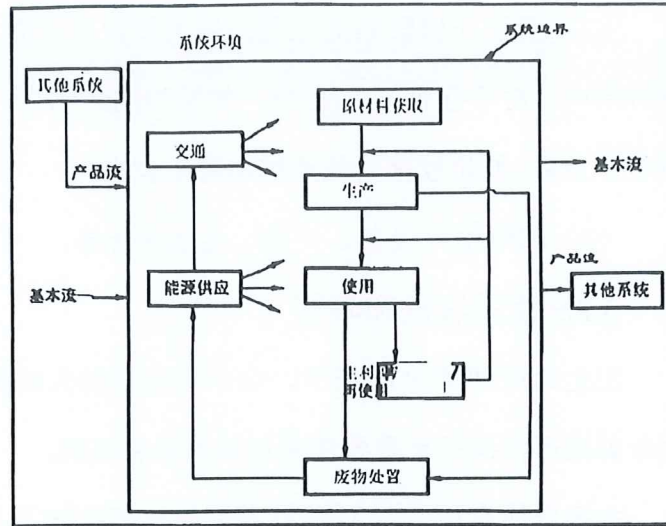 系统环境
系统边界
其他系统
原材料获取
交通
产品流
基本流
生产
产品流
基本流
能源供应
使用
其他系统
再使用
废物处置